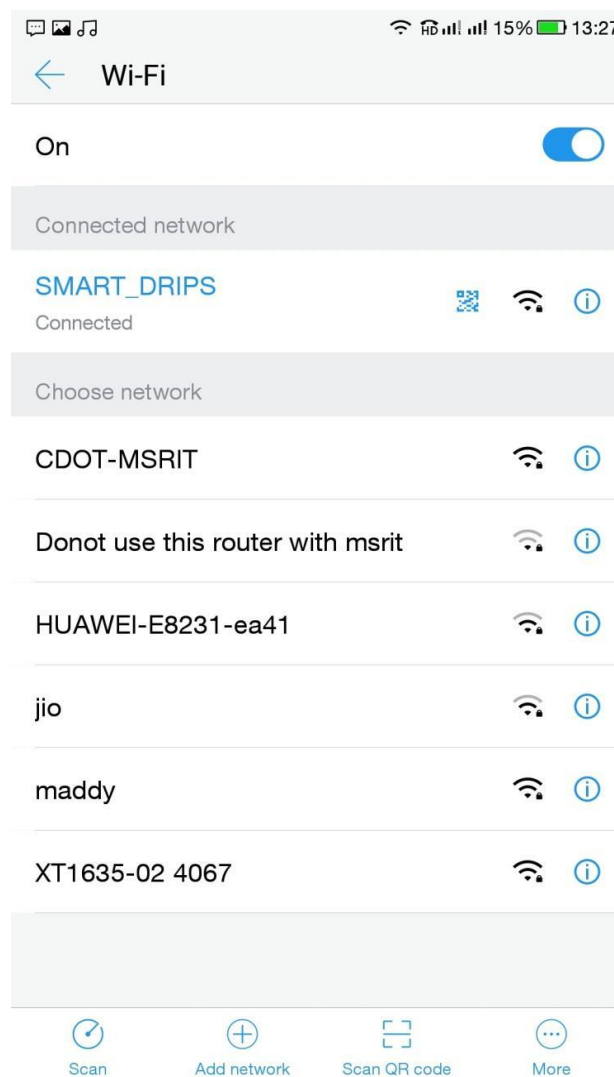 HD 15% 13:27
Wi-Fi
On
Connected network
SMART_DRIPS
Connected
Choose network
CDOT-MSRIT
Donot use this router with msrit
HUAWEI-E8231-ea41
jio
maddy
XT1635-02 4067
Scan Add network Scan QR code More